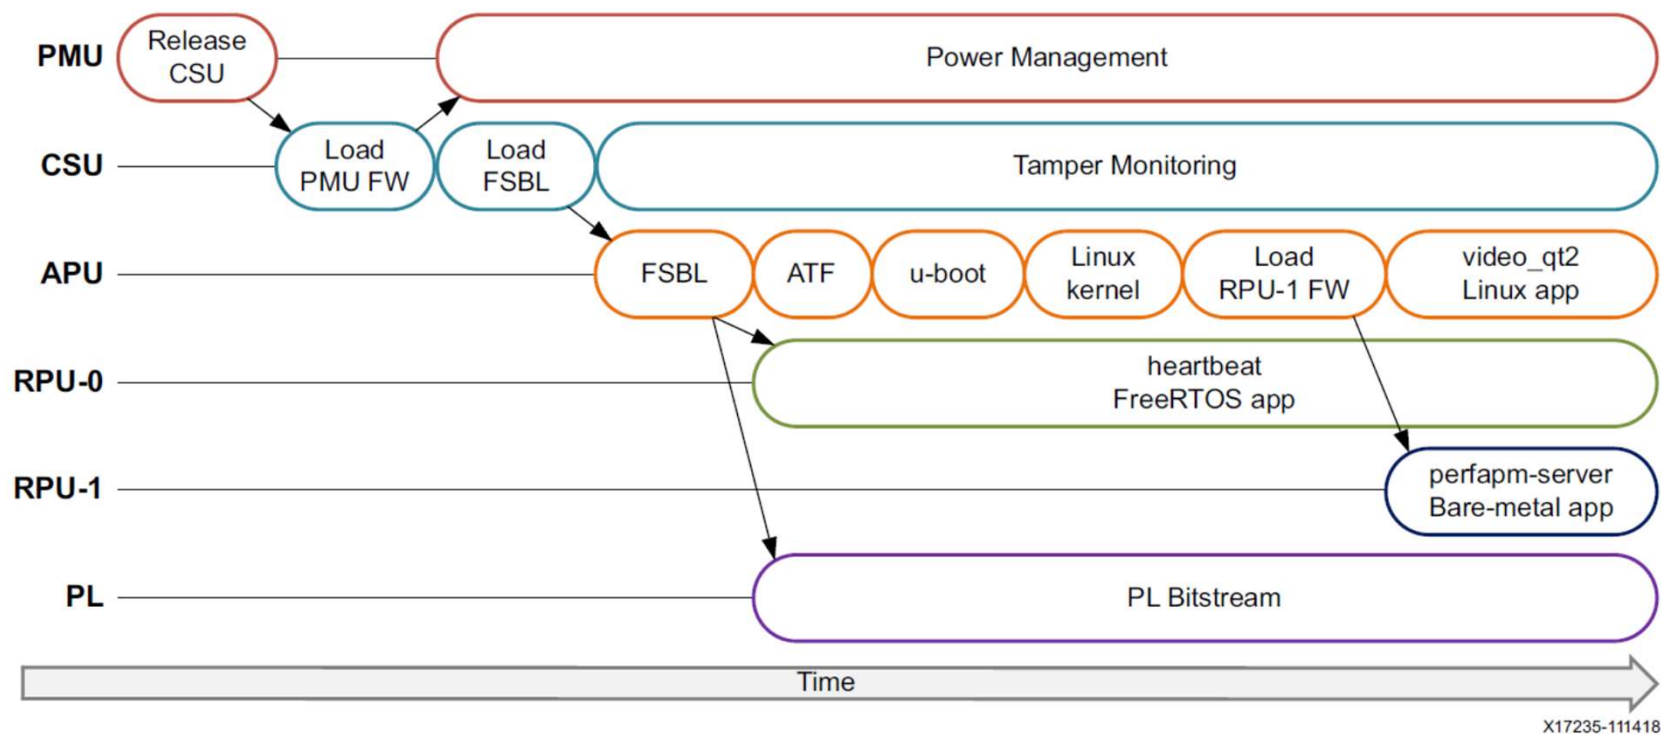 PMU
Release
CSU
Power Management
CSU
Load
PMU FW
Load
FSBL
Tamper Monitoring
APU
FSBL
ATF
u-boot
Linux
kernel
Load
RPU-1 FW
video_qt2
Linux app
RPU-0
heartbeat
FreeRTOS app
RPU-1
perfapm-server
Bare-metal app
PL
PL Bitstream
Time
X17235-111418